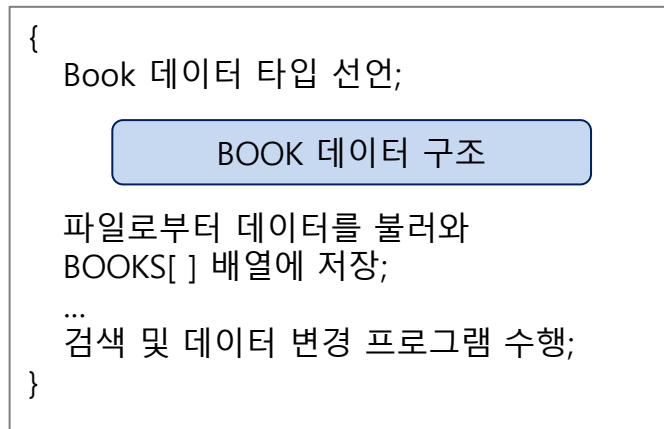 {
Book 데이터 타입 선언;
BOOK 데이터 구조
파일로부터 데이터를 불러와
BOOKS[ ] 배열에 저장;
...
검색 및 데이터 변경 프로그램 수행;
}